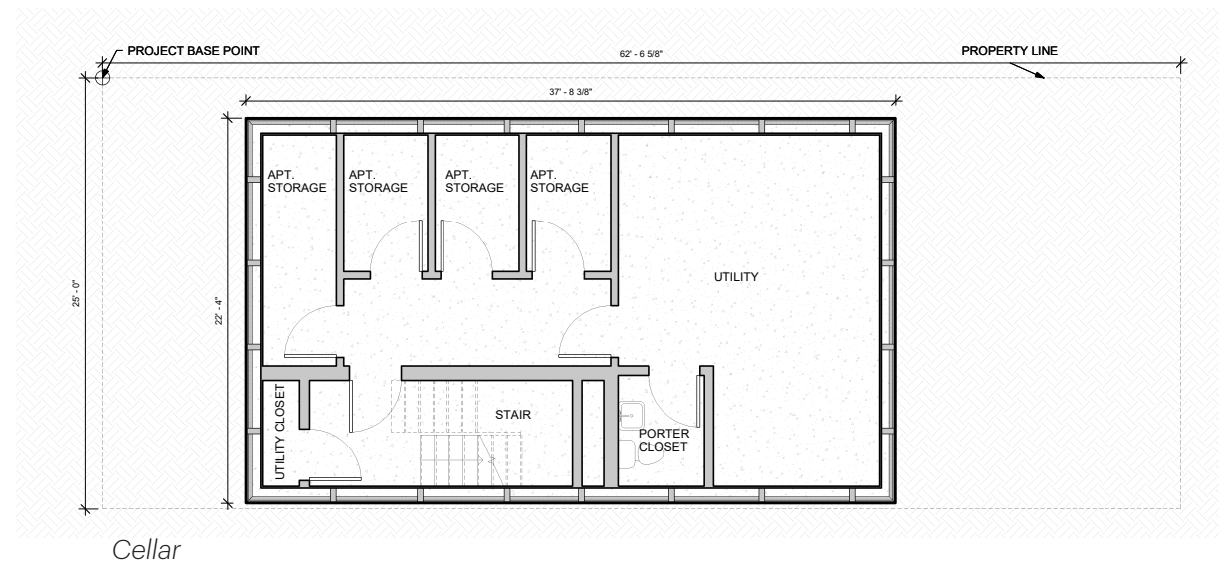 PROJECT BASE POINT
62' - 6 5/8"
PROPERTY LINE
37' - 8 3/8"
APT.
STORAGE
APT.
STORAGE
APT.
STORAGE
APT.
STORAGE
UTILITY
25' - 0"
22' - 4"
UTILITY CLOSET
STAIR
PORTER
CLOSET
Cellar